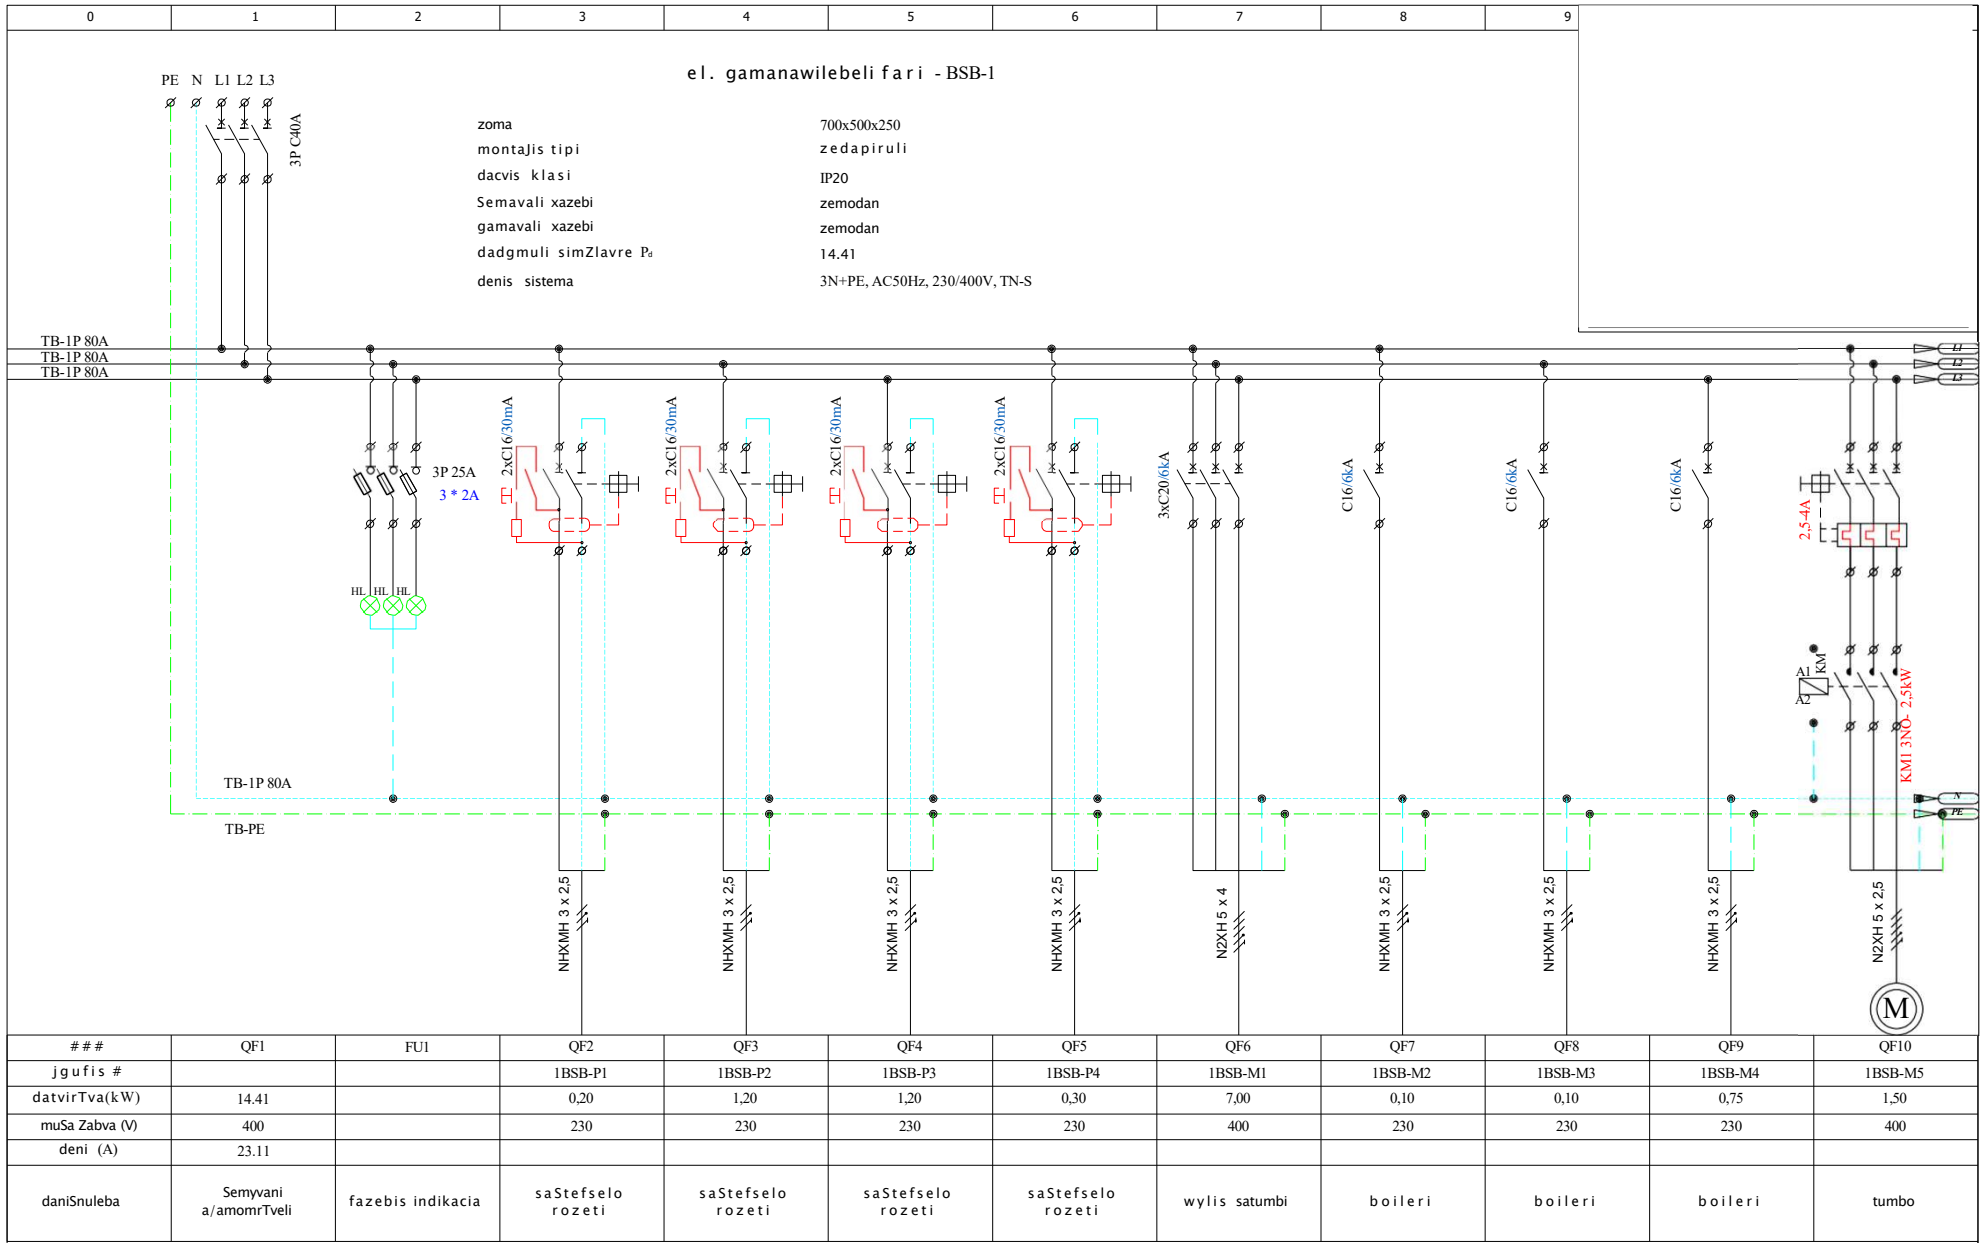 0 1 2 3 4 5 6 7 8 9
el. gamanawilebeli fari - BSB-1
PE N L1 L2 L3
3P C40A
zoma 700x500x250
montaJis tipi zedapiruli
dacvis klasi IP20
Semavali xazebi zemodan
gamavali xazebi zemodan
dadgmuli simZlavre Pd 14.41
denis sistema 3N+PE, AC50Hz, 230/400V, TN-S
TB-1P 80A
TB-1P 80A
TB-1P 80A
L1
L2
L3
3P 25A
3 * 2A
HL HL HL
2xC16/30mA
2xC16/30mA
2xC16/30mA
2xC16/30mA
3xC20/6kA
C16/6kA
C16/6kA
C16/6kA
2,5-4A
A1
A2
KM
KM1 3NO- 2,5kW
TB-1P 80A
TB-PE
N
PE
NHXMH 3 x 2,5
NHXMH 3 x 2,5
NHXMH 3 x 2,5
NHXMH 3 x 2,5
N2XH 5 x 4
NHXMH 3 x 2,5
NHXMH 3 x 2,5
NHXMH 3 x 2,5
N2XH 5 x 2,5
M
### QF1 FU1 QF2 QF3 QF4 QF5 QF6 QF7 QF8 QF9 QF10
jgufis # 1BSB-P1 1BSB-P2 1BSB-P3 1BSB-P4 1BSB-M1 1BSB-M2 1BSB-M3 1BSB-M4 1BSB-M5
datvirTva(kW) 14.41 0,20 1,20 1,20 0,30 7,00 0,10 0,10 0,75 1,50
muSa Zabva (V) 400 230 230 230 230 400 230 230 230 400
deni (A) 23.11
daniSnuleba Semyvani a/amomrTveli fazebis indikacia saStefselo rozeti saStefselo rozeti saStefselo rozeti saStefselo rozeti wylis satumbi boileri boileri boileri tumbo